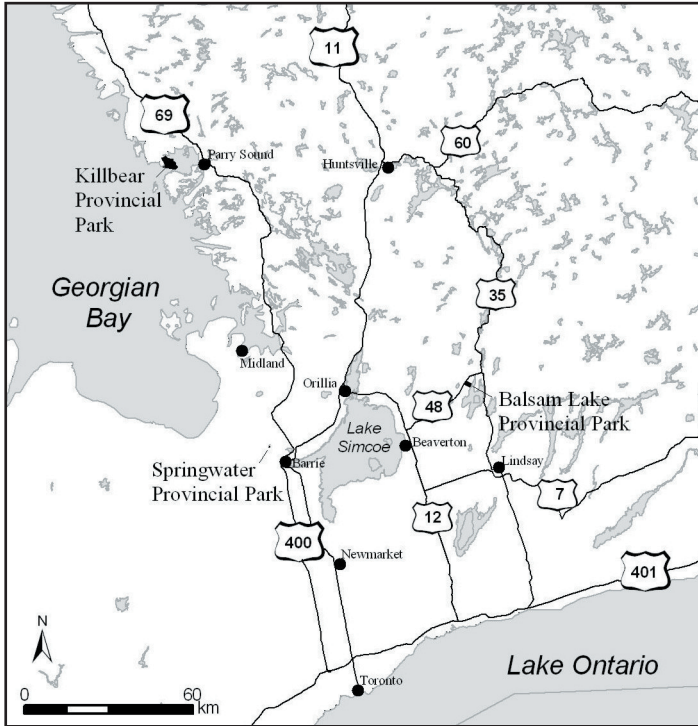 11
69
60
Parry Sound
Huntsville
Killbear
Provincial
Park
Georgian
Bay
35
Midland
Orillia
48
Balsam Lake
Provincial Park
Lake
Simcoe
Beaverton
Springwater
Provincial Park
Barrie
Lindsay
7
12
400
Newmarket
401
N
Lake Ontario
Toronto
0
60
km